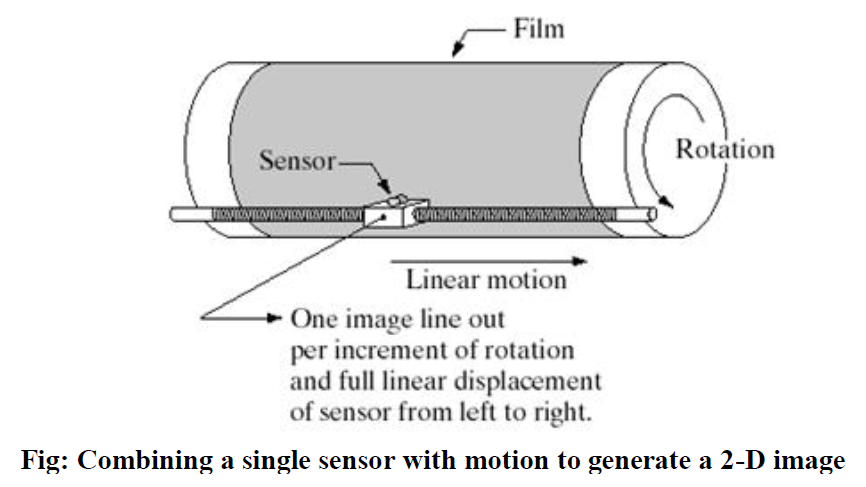 Film
Sensor
Rotation
Linear motion
One image line out
per increment of rotation
and full linear displacement
of sensor from left to right.
Fig: Combining a single sensor with motion to generate a 2-D image